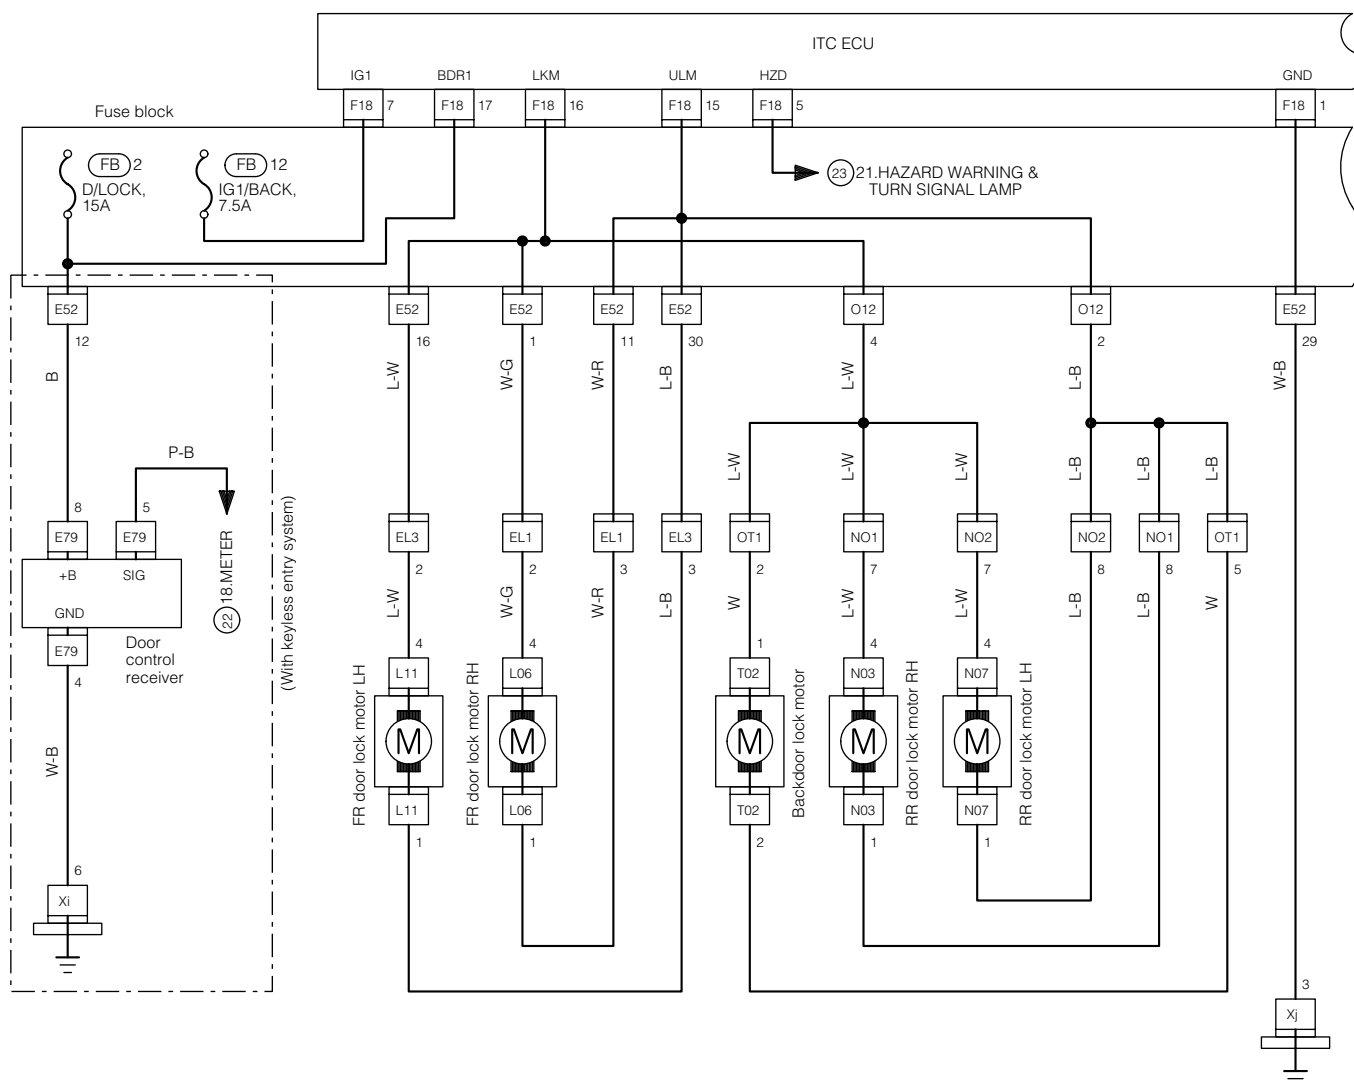 ITC ECU
IG1 BDR1 LKM ULM HZD GND
Fuse block
F18 7 F18 17 F18 16 F18 15 F18 5 F18 1
FB 2
D/LOCK,
15A
FB 12
IG1/BACK,
7.5A
23 21.HAZARD WARNING &
TURN SIGNAL LAMP
E52 E52 E52 E52 E52 O12 O12 E52
12 16 1 11 30 4 2 29
B L-W W-G W-R L-B L-W L-B W-B
P-B
L-W L-W L-W L-B L-B L-B
8 5
E79 E79 EL3 EL1 EL1 EL3 OT1 NO1 NO2 NO2 NO1 OT1
+B SIG
2 2 3 3 2 7 7 8 8 5
GND
22 18.METER
(With keyless entry system)
L-W W-G W-R L-B W L-W L-W L-B L-B W
E79
4
Door
control
receiver
4 4 1 4 4
L11 L06 T02 N03 N07
FR door lock motor LH
M
FR door lock motor RH
M
M
Backdoor lock motor
M
RR door lock motor RH
M
RR door lock motor LH
L11 L06 T02 N03 N07
1 1 2 1 1
W-B
6
Xi
3
Xj